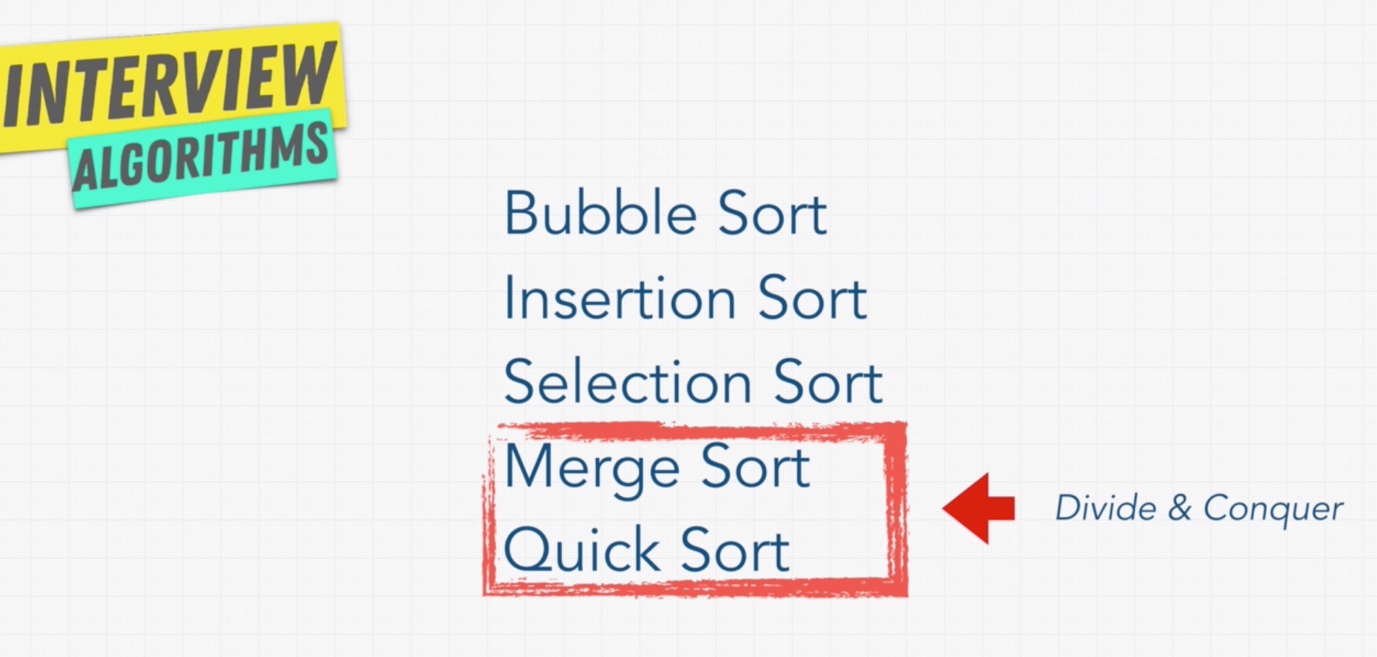 INTERVIEW
ALGORITHMS
Bubble Sort
Insertion Sort
Selection Sort
Merge Sort
Quick Sort
Divide & Conquer